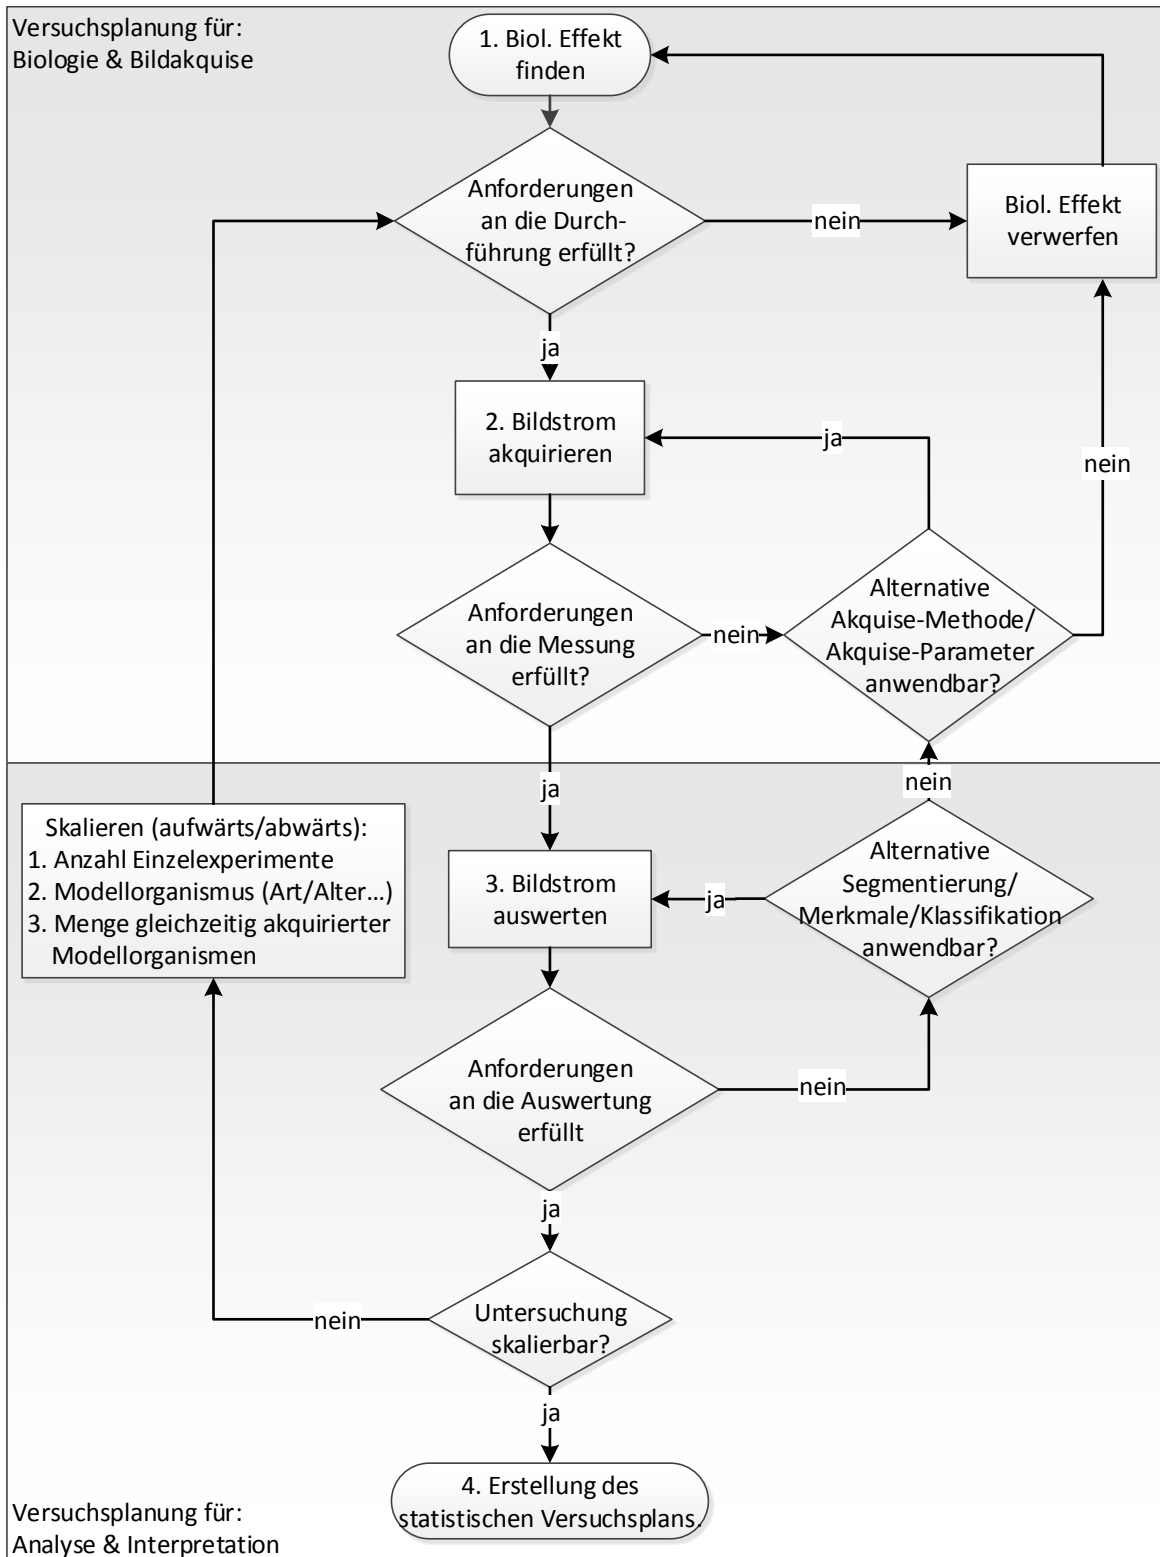 Versuchsplanung für:
Biologie & Bildakquise
1. Biol. Effekt
finden
Anforderungen
an die Durch-
führung erfüllt?
nein
Biol. Effekt
verwerfen
ja
2. Bildstrom
akquirieren
ja
nein
Anforderungen
an die Messung
erfüllt?
nein
Alternative
Akquise-Methode/
Akquise-Parameter
anwendbar?
ja
nein
Skalieren (aufwärts/abwärts):
1. Anzahl Einzelexperimente
2. Modellorganismus (Art/Alter...)
3. Menge gleichzeitig akquirierter
Modellorganismen
3. Bildstrom
auswerten
ja
Alternative
Segmentierung/
Merkmale/Klassifikation
anwendbar?
Anforderungen
an die Auswertung
erfüllt
nein
ja
Untersuchung
skalierbar?
nein
ja
4. Erstellung des
statistischen Versuchsplans.
Versuchsplanung für:
Analyse & Interpretation